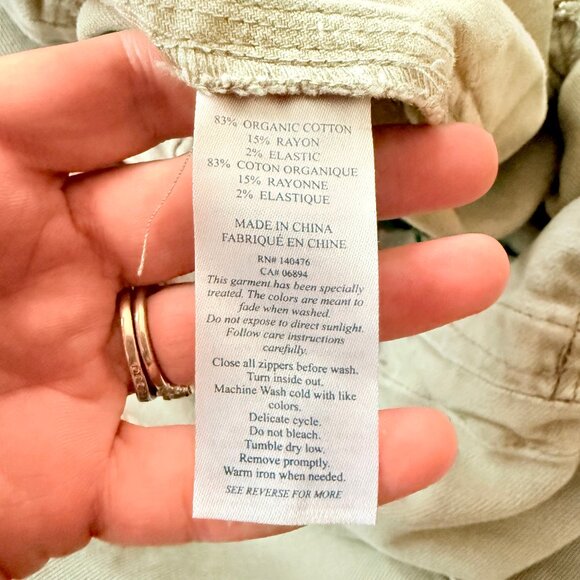 83% ORGANIC COTTON
15% RAYON
2% ELASTIC
83% COTON ORGANIQUE
15% RAYONNE
2% ELASTIQUE
MADE IN CHINA
FABRIQUÉ EN CHINE
RN# 140476
CA# 06894
This garment has been specially
treated. The colors are meant to
fade when washed.
Do not expose to direct sunlight.
Follow care instructions
carefully.
Close all zippers before wash.
Turn inside out.
Machine Wash cold with like
colors.
Delicate cycle.
Do not bleach.
Tumble dry low.
Remove promptly.
Warm iron when needed.
SEE REVERSE FOR MORE